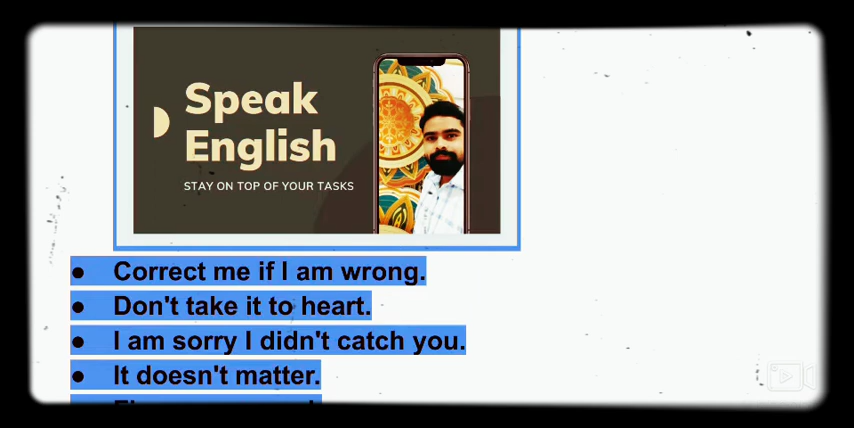 Speak
English
STAY ON TOP OF YOUR TASKS
● Correct me if I am wrong.
● Don't take it to heart.
● I am sorry I didn't catch you.
● It doesn't matter.